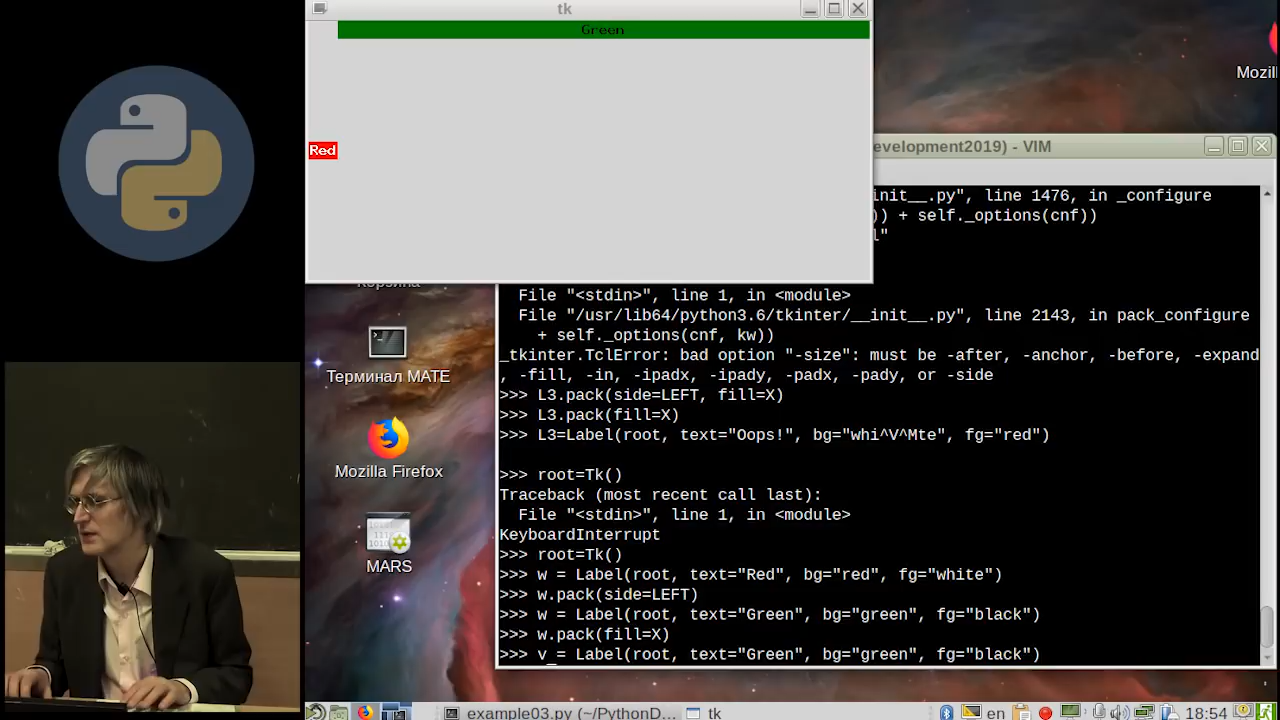 tk
Green
Mozil
Red
evelopment2019) - VIM
init__.py", line 1476, in _configure
)) + self._options(cnf))
l"
Корзина
File "<stdin>", line 1, in <module>
File "/usr/lib64/python3.6/tkinter/__init__.py", line 2143, in pack_configure
+ self._options(cnf, kw))
_tkinter.TclError: bad option "-size": must be -after, -anchor, -before, -expand
, -fill, -in, -ipadx, -ipady, -padx, -pady, or -side
Терминал MATE
>>> L3.pack(side=LEFT, fill=X)
>>> L3.pack(fill=X)
>>> L3=Label(root, text="Oops!", bg="whi^V^Mte", fg="red")
Mozilla Firefox
>>> root=Tk()
Traceback (most recent call last):
File "<stdin>", line 1, in <module>
KeyboardInterrupt
>>> root=Tk()
MARS
>>> w = Label(root, text="Red", bg="red", fg="white")
>>> w.pack(side=LEFT)
>>> w = Label(root, text="Green", bg="green", fg="black")
>>> w.pack(fill=X)
>>> v = Label(root, text="Green", bg="green", fg="black")
example03.py (~/PythonD...
tk
en
18:54